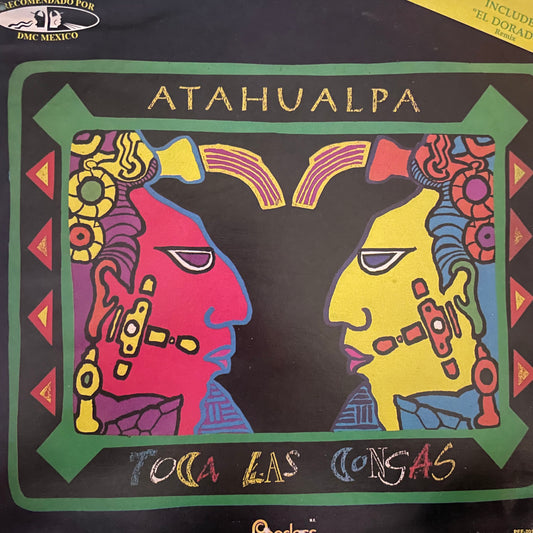 RECOMENDADO POR
DMC MEXICO
INCLUDE
"EL DORAD
Remix
ATAHUALPA
TOCA LAS CONGAS